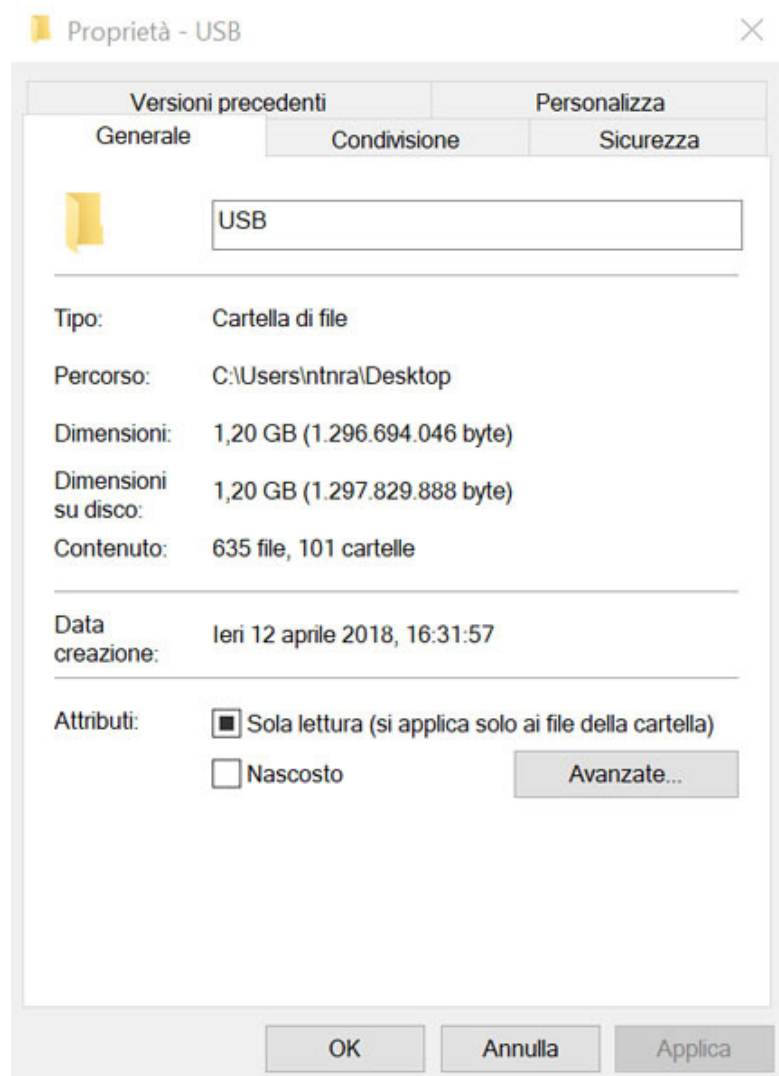 Proprietà - USB
Versioni precedenti
Personalizza
Generale
Condivisione
Sicurezza
USB
Tipo: Cartella di file
Percorso: C:\Users\ntnra\Desktop
Dimensioni: 1,20 GB (1.296.694.046 byte)
Dimensioni
su disco: 1,20 GB (1.297.829.888 byte)
Contenuto: 635 file, 101 cartelle
Data
creazione: Ieri 12 aprile 2018, 16:31:57
Attributi: Sola lettura (si applica solo ai file della cartella)
Nascosto
Avanzate...
OK
Annulla
Applica